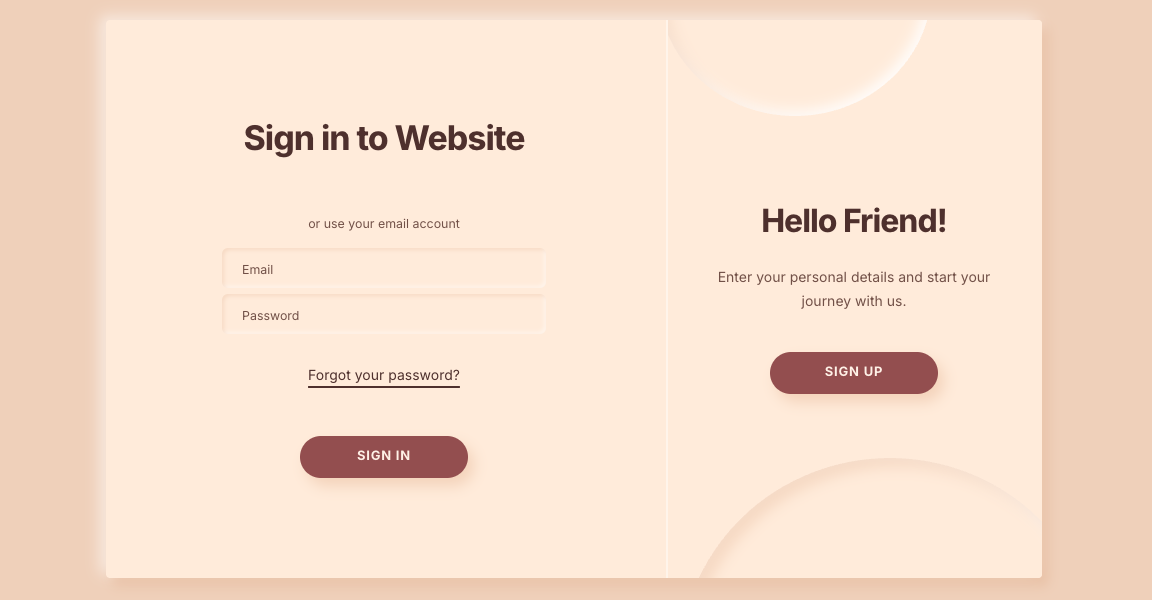 Sign in to Website
or use your email account
Email
Password
Forgot your password?
SIGN IN
Hello Friend!
Enter your personal details and start your
journey with us.
SIGN UP